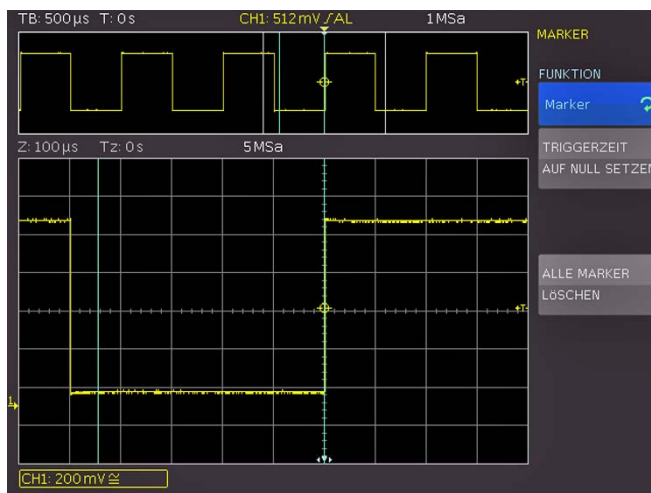 TB: 500µs T: 0s CH1: 512mV AL 1MSa
MARKER
FUNKTION
Marker
Z: 100µs Tz: 0s 5MSa
TRIGGERZEIT
AUF NULL SETZEN
ALLE MARKER
LÖSCHEN
T
T
1
CH1: 200mV